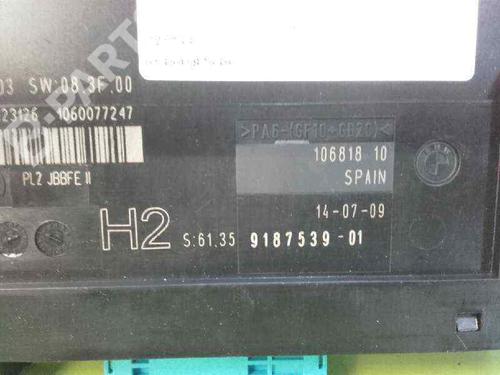 03 SW:08.3F.00
23126 1060077247
PL2 JBBFE II
>PA6-(GF10+GB20)<
106818 10
SPAIN
14-07-09
H2 S:61.35 9187539-01